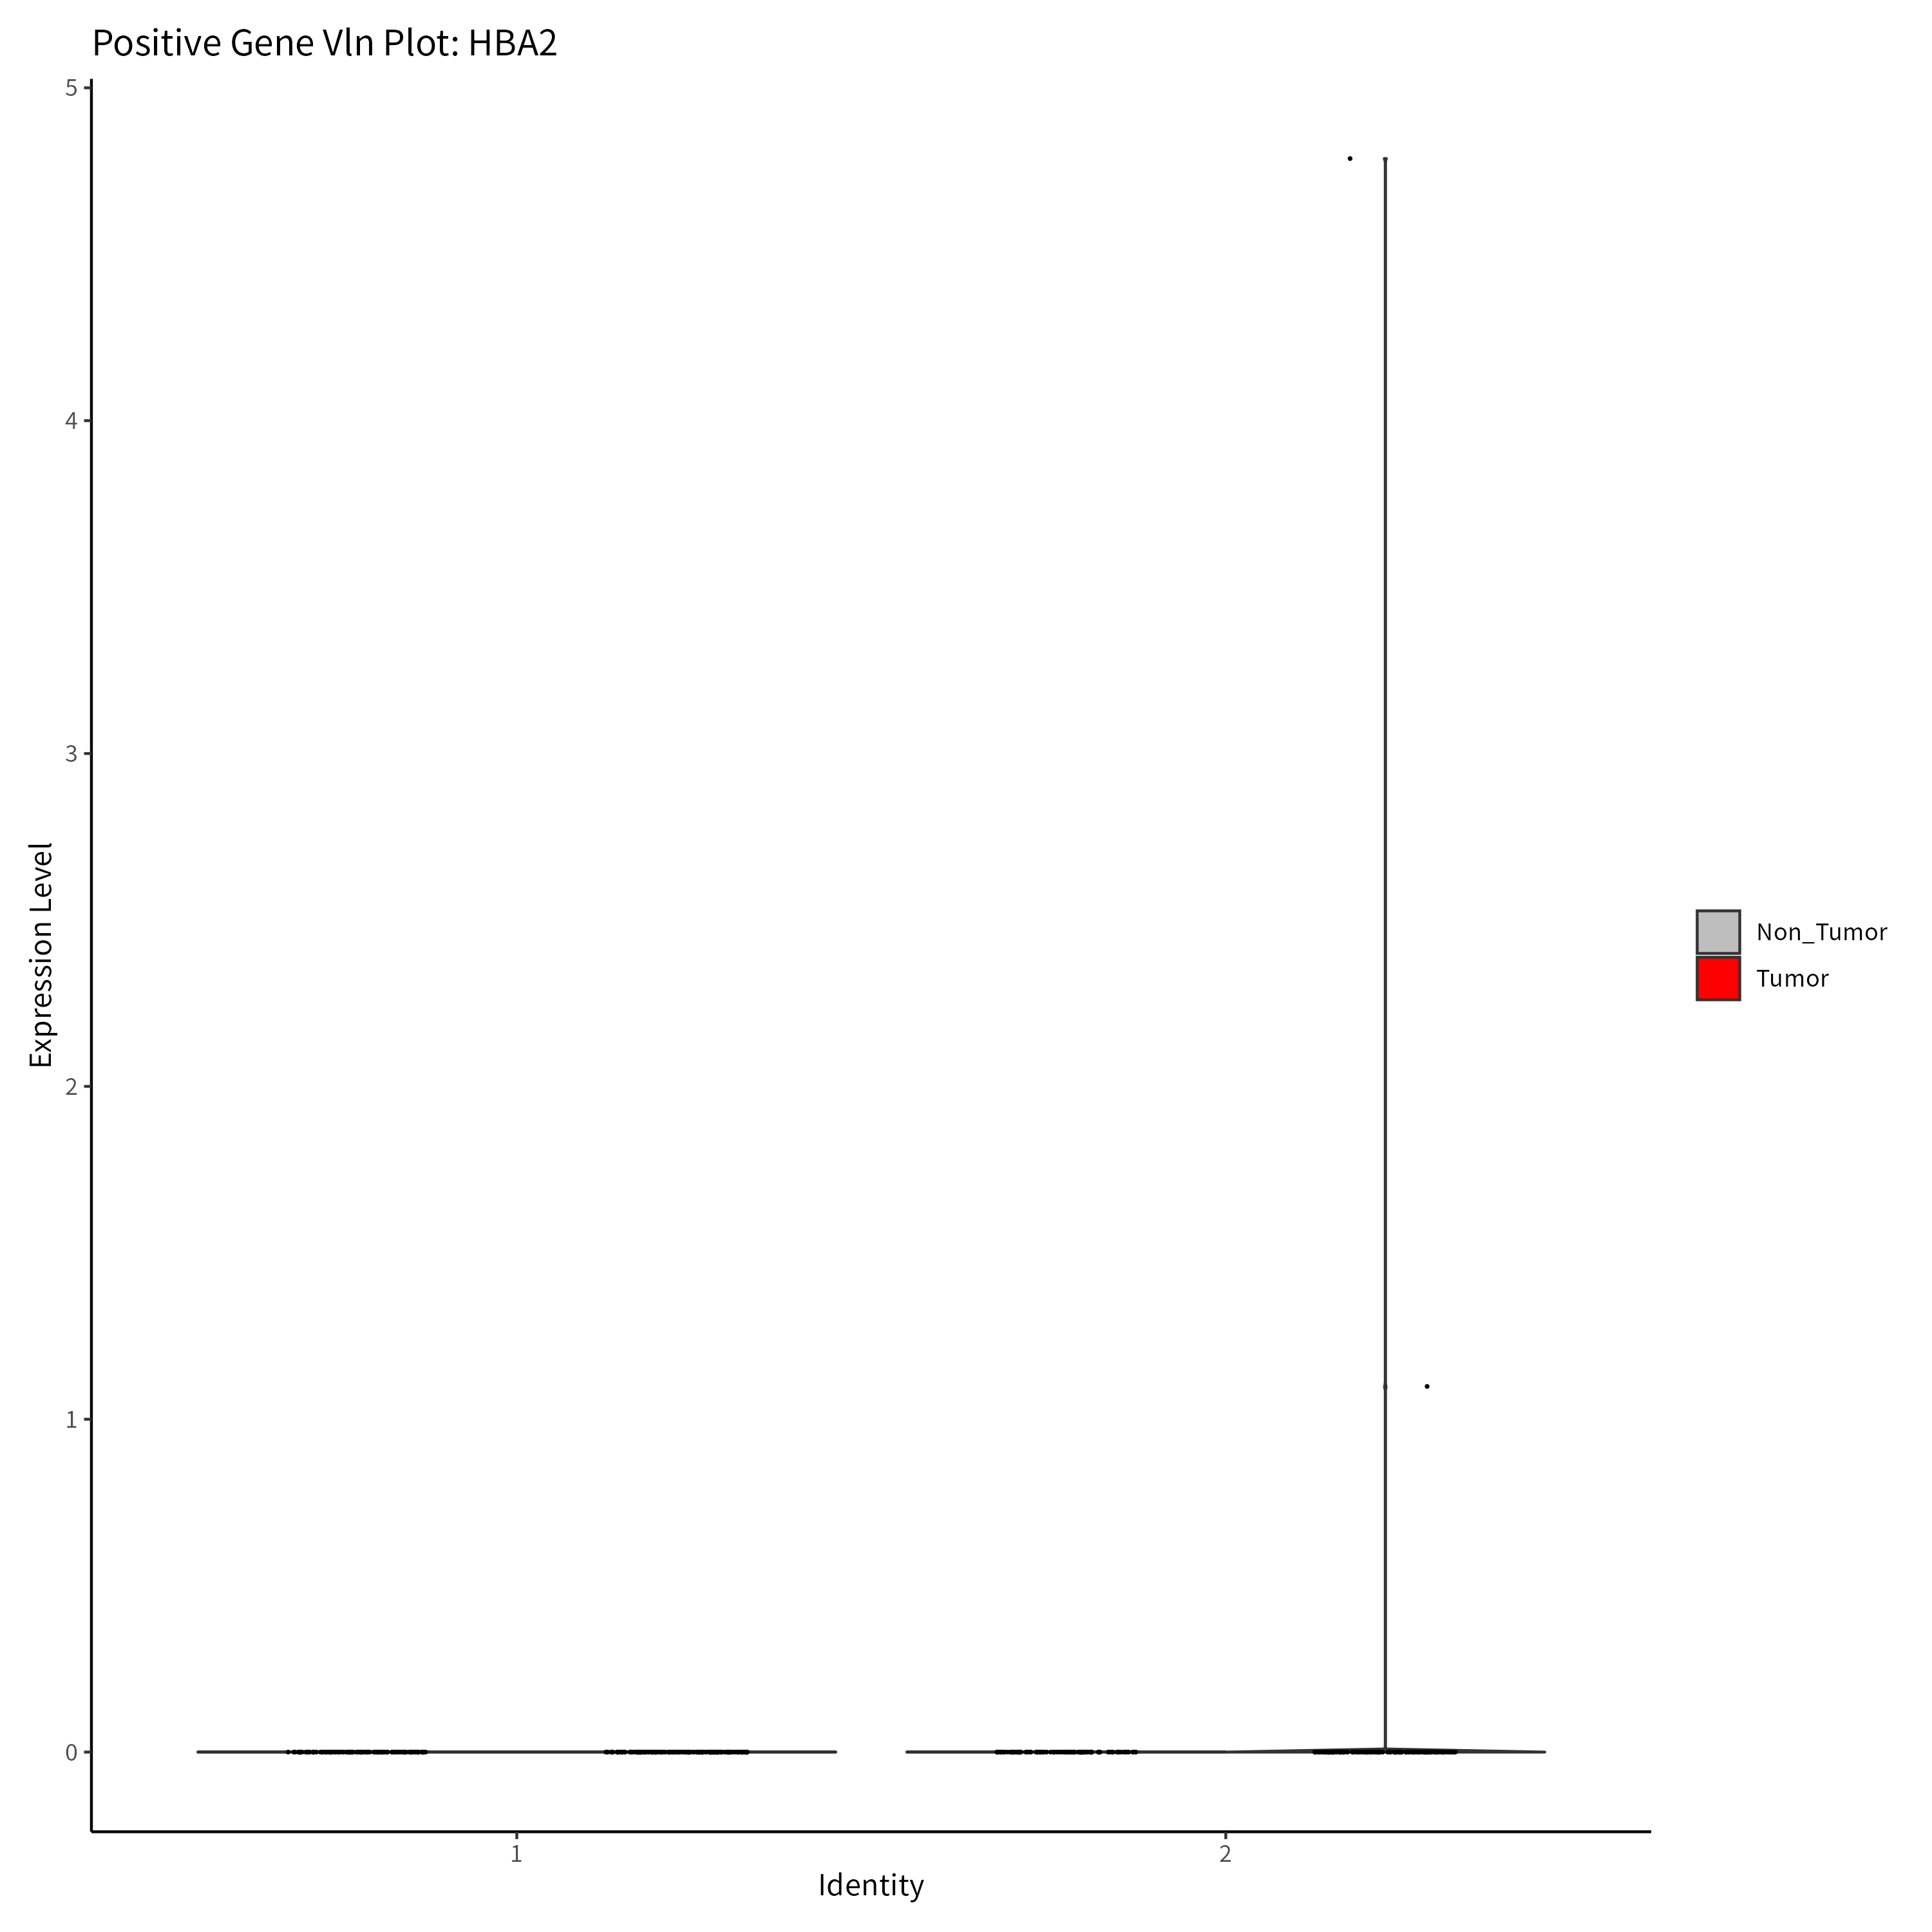 Positive Gene Vln Plot: HBA2
5
4
3
2
1
0
Expression Level
1
2
Identity
Non_Tumor
Tumor